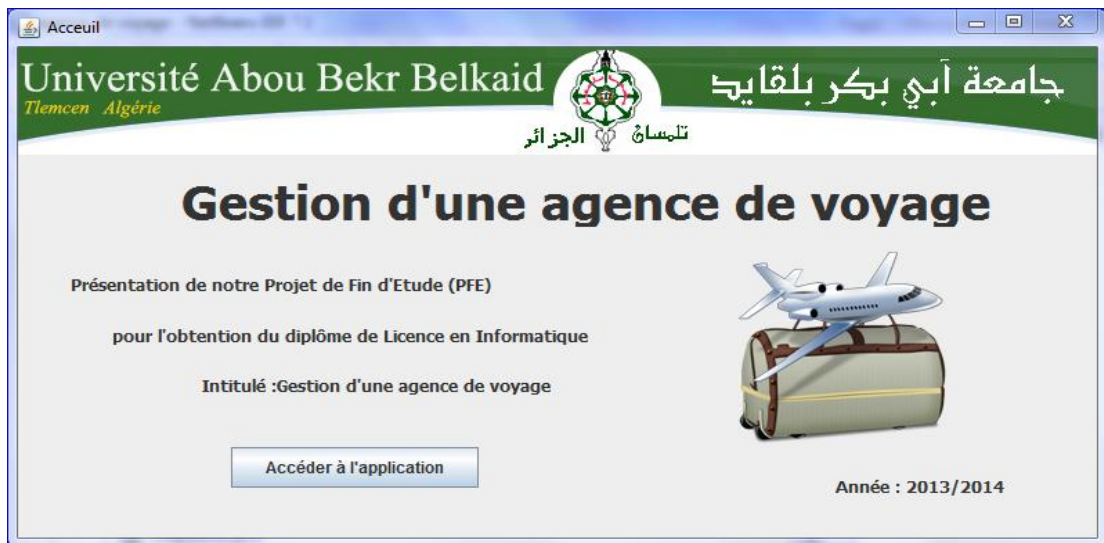 Acceuil
Université Abou Bekr Belkaid
جامعة آبي بكر بلقايد
Tlemcen Algérie
تلمسان الجزائر
Gestion d'une agence de voyage
Présentation de notre Projet de Fin d'Etude (PFE)
pour l'obtention du diplôme de Licence en Informatique
Intitulé :Gestion d'une agence de voyage
Accéder à l'application
Année : 2013/2014